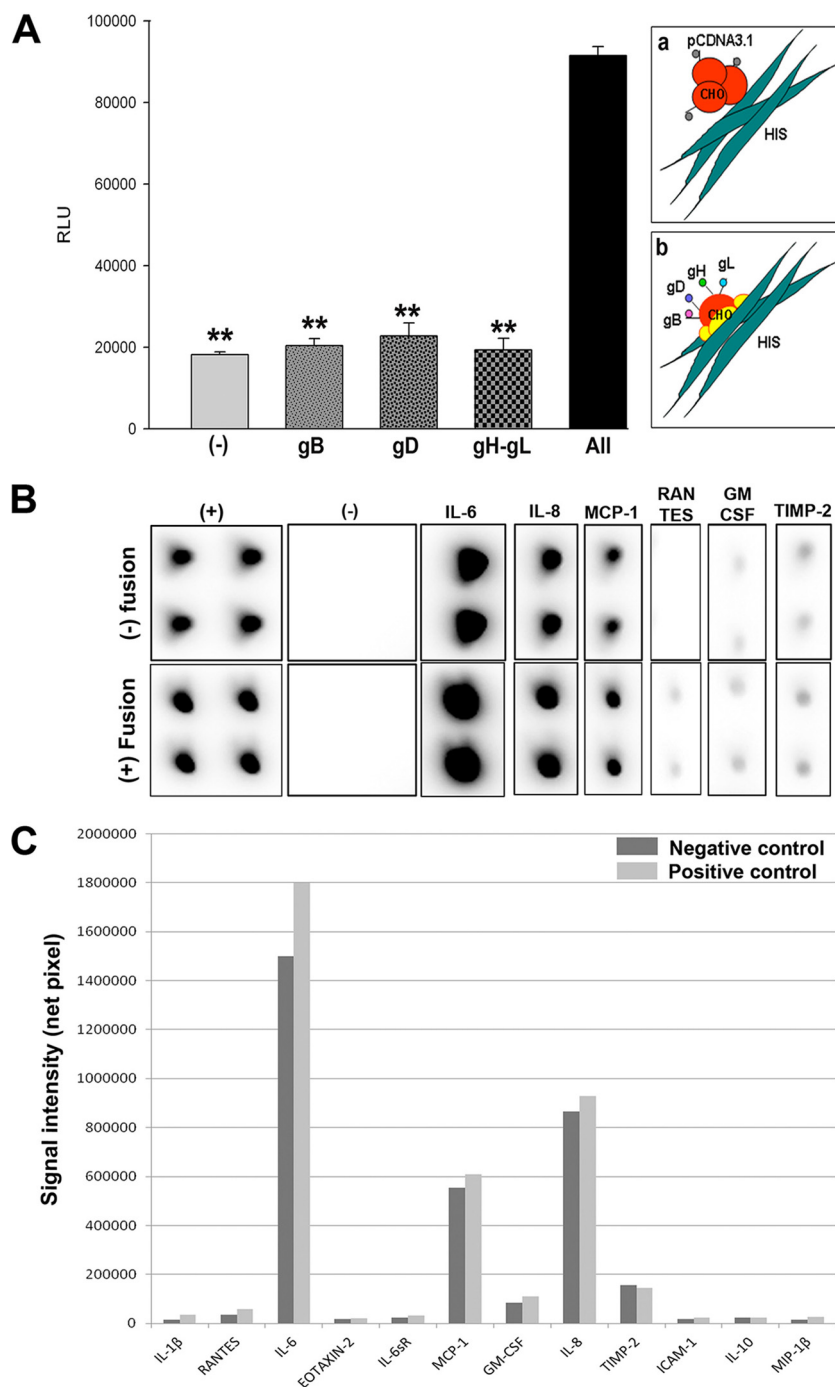 A
100000
80000
60000
40000
20000
0
RLU
**
**
**
**
(-)
gB
gD
gH-gL
All
a
pCDNA3.1
CHO
HIS
b
gB
gD
gH
gL
CHO
HIS
B
(+)
(-)
IL-6
IL-8
MCP-1
RAN
TES
GM
CSF
TIMP-2
(-) fusion
(+) Fusion
C
Negative control
Positive control
Signal intensity (net pixel)
2000000
1800000
1600000
1400000
1200000
1000000
800000
600000
400000
200000
0
IL-1β
RANTES
IL-6
EOTAXIN-2
IL-6sR
MCP-1
GM-CSF
IL-8
TIMP-2
ICAM-1
IL-10
MIP-1β